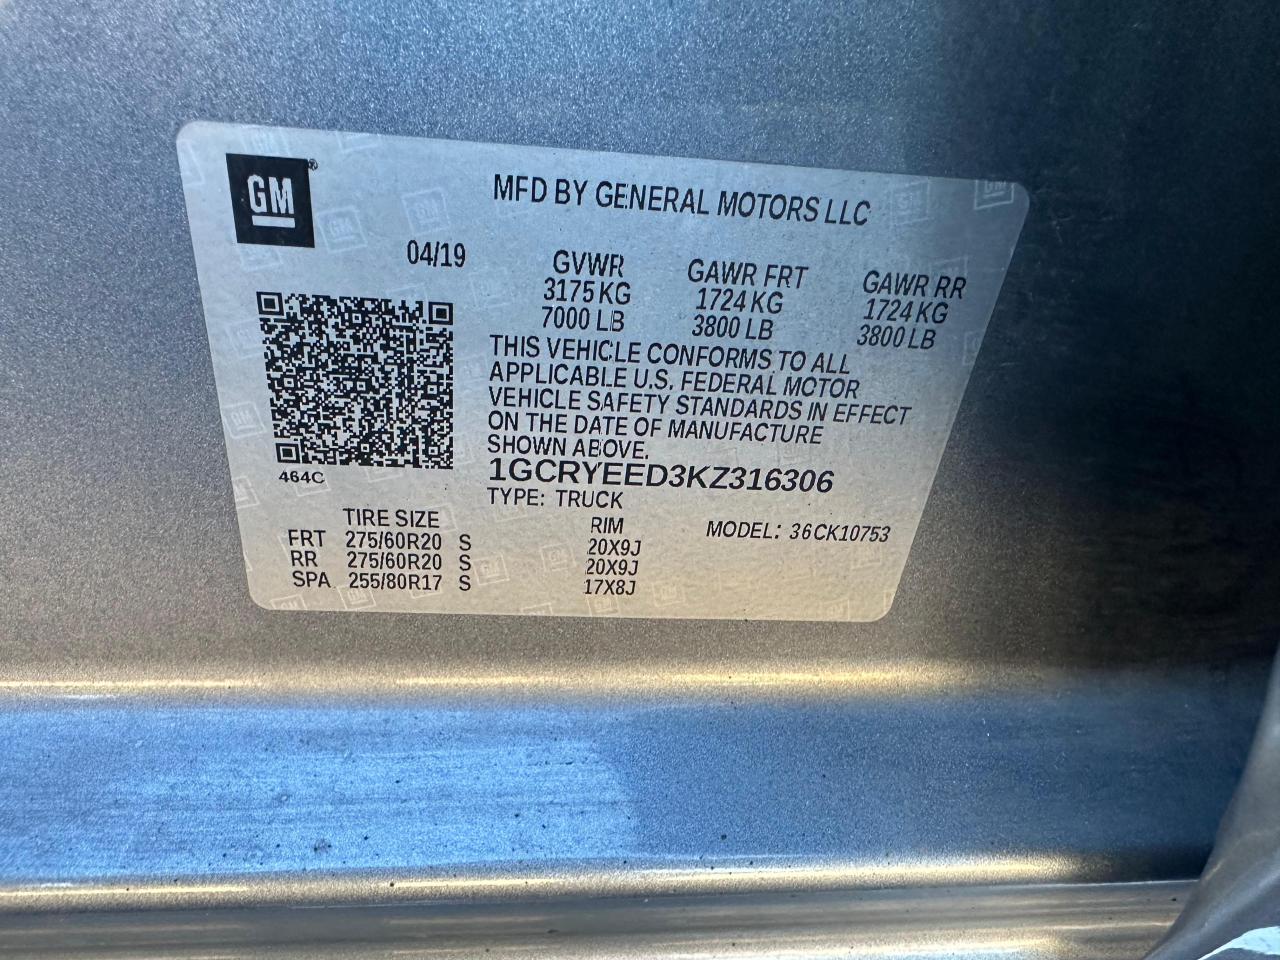 GM®
MFD BY GENERAL MOTORS LLC
04/19
GVWR GAWR FRT GAWR RR
3175 KG 1724 KG 1724 KG
7000 LB 3800 LB 3800 LB
THIS VEHICLE CONFORMS TO ALL
APPLICABLE U.S. FEDERAL MOTOR
VEHICLE SAFETY STANDARDS IN EFFECT
ON THE DATE OF MANUFACTURE
SHOWN ABOVE.
464C
1GCRYEED3KZ316306
TYPE: TRUCK
TIRE SIZE RIM MODEL: 36CK10753
FRT 275/60R20 S 20X9J
RR 275/60R20 S 20X9J
SPA 255/80R17 S 17X8J